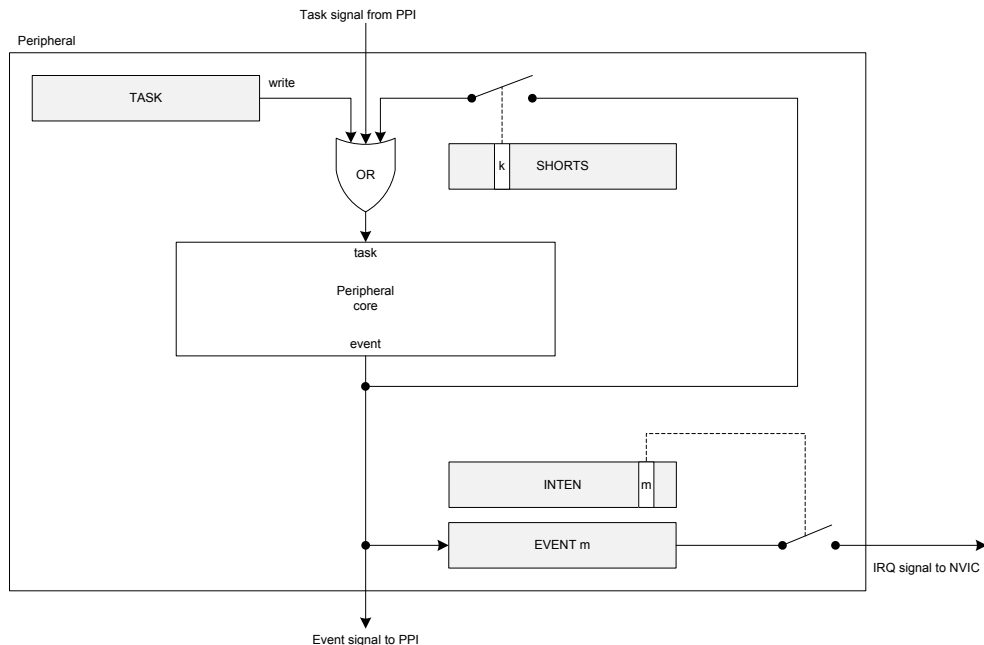 Task signal from PPI
Peripheral
write
TASK
k
SHORTS
OR
task
Peripheral
core
event
INTEN
m
EVENT m
IRQ signal to NVIC
Event signal to PPI